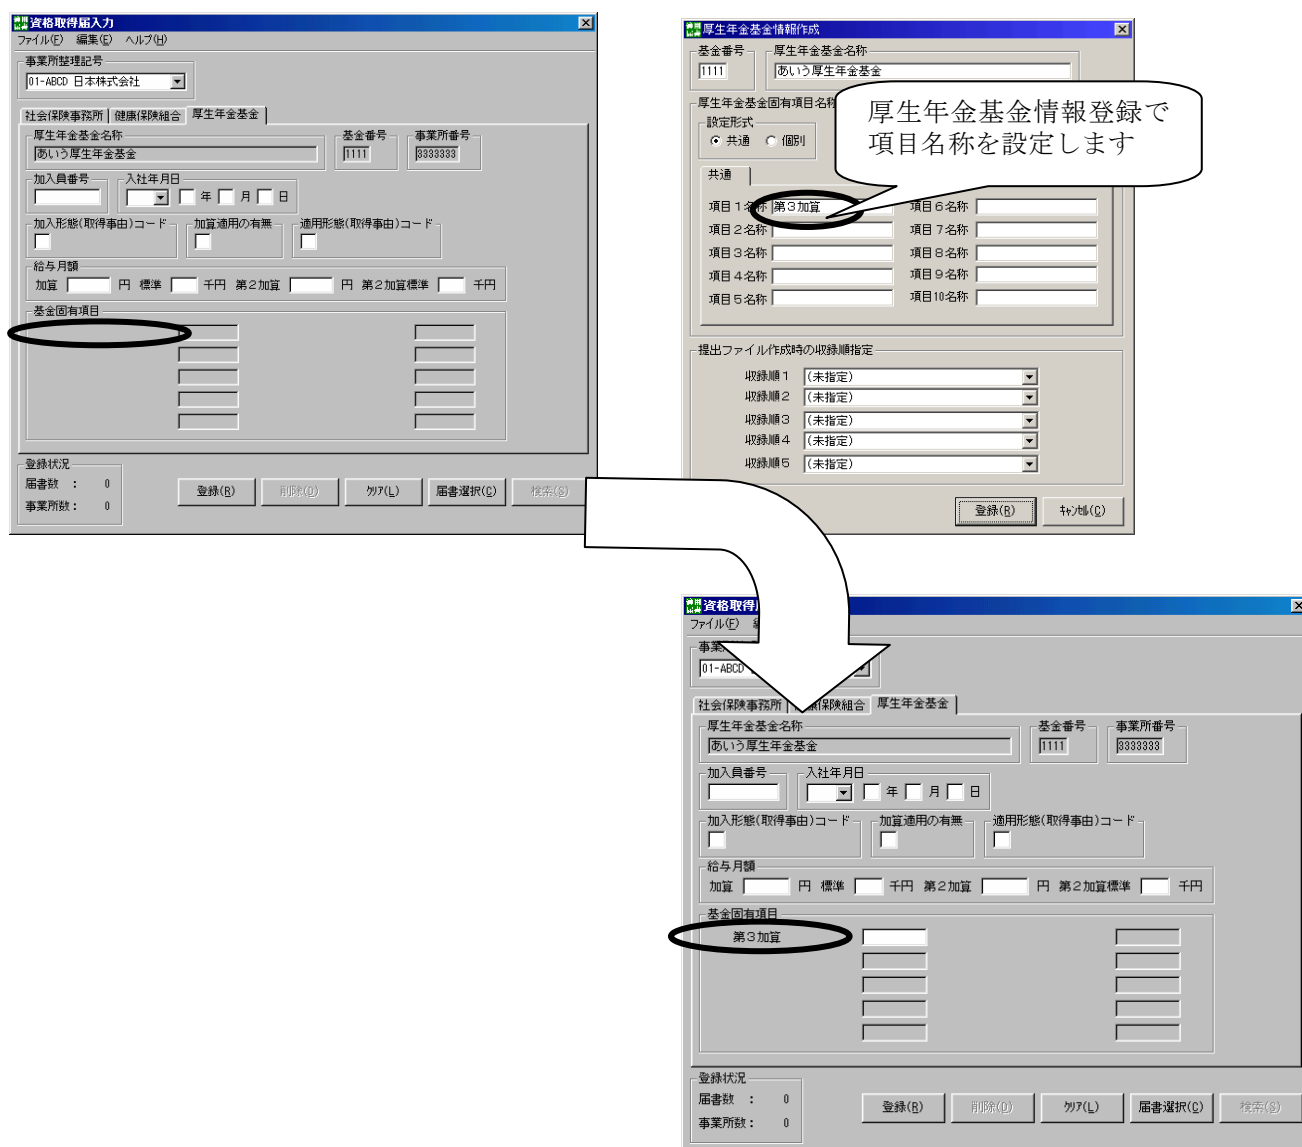 資格取得届入力
ファイル(F) 編集(E) ヘルプ(H)
事業所整理記号
01-ABCD 日本株式会社
社会保険事務所 健康保険組合 厚生年金基金
厚生年金基金名称 基金番号 事業所番号
あいう厚生年金基金 1111 3333333
加入員番号 入社年月日
年 月 日
加入形態(取得事由)コード 加算適用の有無 適用形態(取得事由)コード
給与月額
加算 円 標準 千円 第2加算 円 第2加算標準 千円
基金固有項目
登録状況
届書数 : 0
事業所数: 0
登録(R) 削除(D) クリア(L) 届書選択(C) 検索(S)
厚生年金基金情報作成
基金番号 厚生年金基金名称
1111 あいう厚生年金基金
厚生年金基金固有項目名称
設定形式
共通 個別
厚生年金基金情報登録で
項目名称を設定します
共通
項目1名称 第3加算 項目6名称
項目2名称 項目7名称
項目3名称 項目8名称
項目4名称 項目9名称
項目5名称 項目10名称
提出ファイル作成時の収録順指定
収録順1 (未指定)
収録順2 (未指定)
収録順3 (未指定)
収録順4 (未指定)
収録順5 (未指定)
登録(R) キャンセル(C)
資格取得
ファイル(F)
事業
01-ABCD
社会保険事務所 保険組合 厚生年金基金
厚生年金基金名称 基金番号 事業所番号
あいう厚生年金基金 1111 3333333
加入員番号 入社年月日
年 月 日
加入形態(取得事由)コード 加算適用の有無 適用形態(取得事由)コード
給与月額
加算 円 標準 千円 第2加算 円 第2加算標準 千円
基金固有項目
第3加算
登録状況
届書数 : 0
事業所数: 0
登録(R) 削除(D) クリア(L) 届書選択(C) 検索(S)